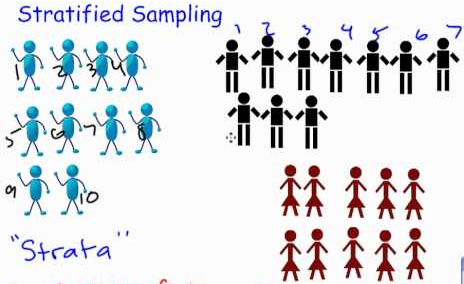 Stratified Sampling
1 2 3 4 5 6 7
1 2 3 4
5 6 7 8
9 10
"Strata"